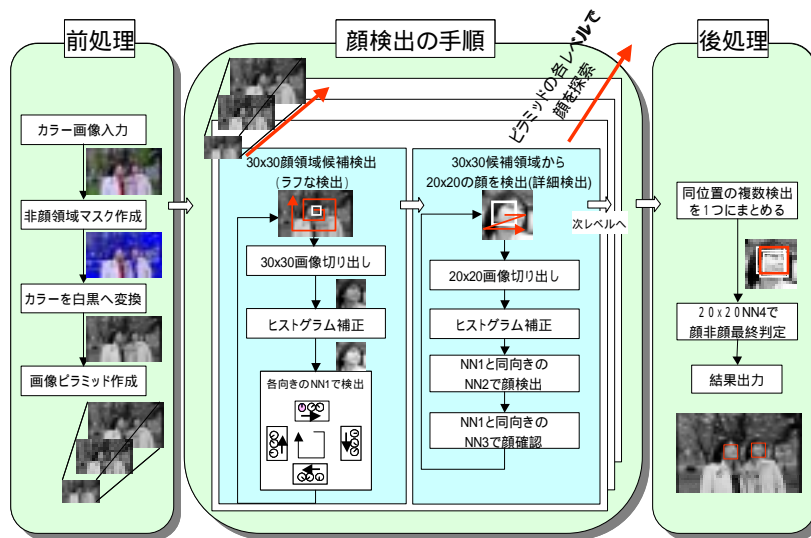 前処理
カラー画像入力
非顔領域マスク作成
カラーを白黒へ変換
画像ピラミッド作成
顔検出の手順
ピラミッドの各レベルで
顔を探索
30x30顔領域候補検出
(ラフな検出)
30x30画像切り出し
ヒストグラム補正
各向きのNN1で検出
30x30候補領域から
20x20の顔を検出(詳細検出)
20x20画像切り出し
ヒストグラム補正
NN1と同向きの
NN2で顔検出
NN1と同向きの
NN3で顔確認
次レベルへ
後処理
同位置の複数検出
を1つにまとめる
20x20NN4で
顔非顔最終判定
結果出力